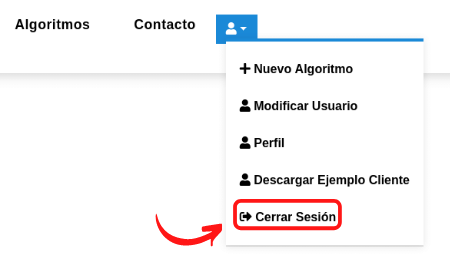 Algoritmos
Contacto
Nuevo Algoritmo
Modificar Usuario
Perfil
Descargar Ejemplo Cliente
Cerrar Sesión